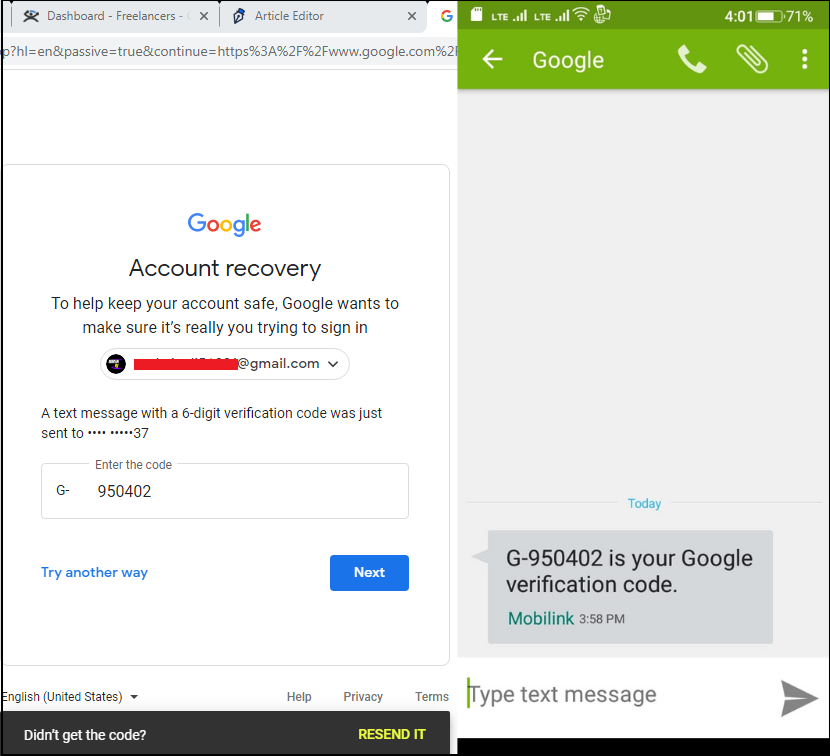 Dashboard - Freelancers -
Article Editor
p?hl=en&passive=true&continue=https%3A%2F%2Fwww.google.com%2F
Google
Account recovery
To help keep your account safe, Google wants to
make sure it's really you trying to sign in
@gmail.com
A text message with a 6-digit verification code was just
sent to •••• •••••37
Enter the code
G- 950402
Try another way
Next
English (United States)
Help Privacy Terms
Didn't get the code? RESEND IT
LTE LTE 4:01 71%
Google
Today
G-950402 is your Google
verification code.
Mobilink 3:58 PM
Type text message